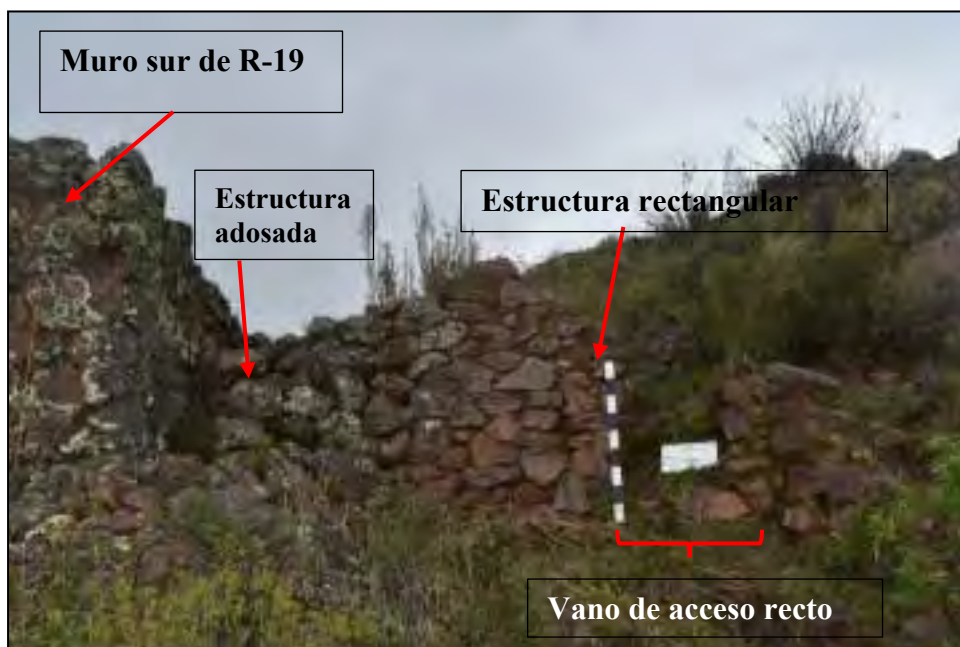 Muro sur de R-19
Estructura
adosada
Estructura rectangular
Vano de acceso recto